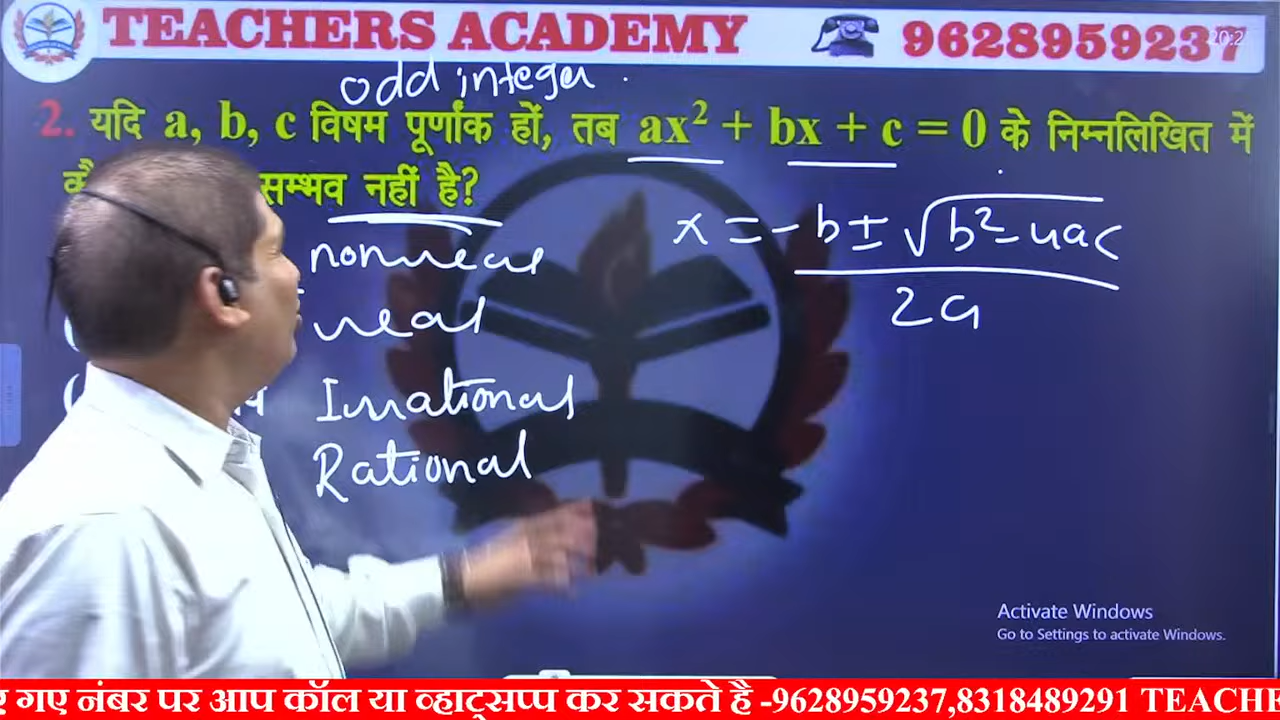 TEACHERS ACADEMY
9628959237
odd integer
2. यदि a, b, c विषम पूर्णांक हों, तब ax² + bx + c = 0 के निम्नलिखित में
सम्भव नहीं है?
x = -b ± √b² - 4ac
2a
nonreal
real
Irrational
Rational
Activate Windows
Go to Settings to activate Windows.
गए नंबर पर आप कॉल या व्हाट्सप्प कर सकते है -9628959237,8318489291